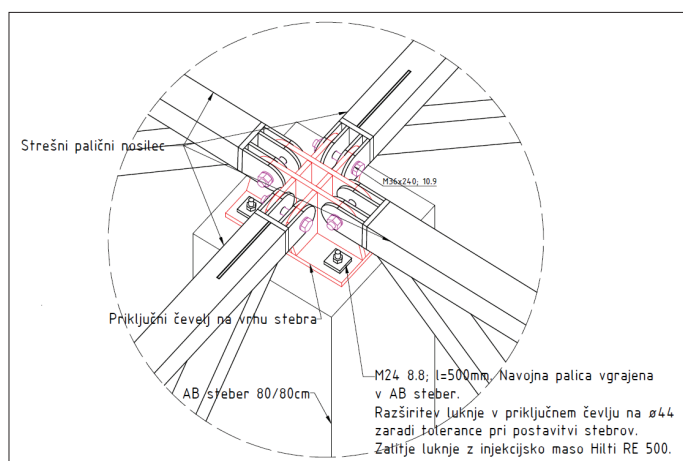 Strešni palični nosilec
M36x240; 10.9
Priključni čevelj na vrhu stebra
AB steber 80/80cm
M24 8.8; l=500mm. Navojna palica vgrajena
v AB steber.
Razširitev luknje v priključnem čevlju na ø44
zaradi tolerance pri postavitvi stebrov.
Zalitje luknje z injekcijsko maso Hilti RE 500.